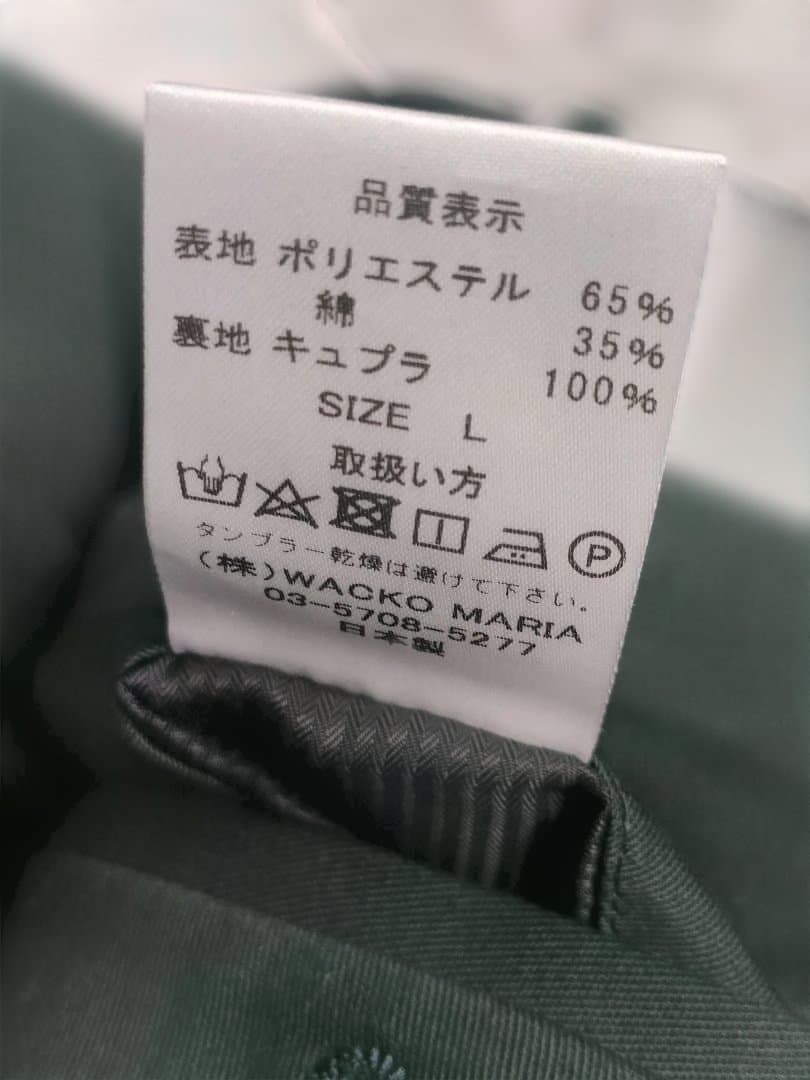 品質表示
表地 ポリエステル 65%
綿 35%
裏地 キュプラ 100%
SIZE L
取扱い方
P
タンブラー乾燥は避けて下さい。
(株)WACKO MARIA
03-5708-5277
日本製